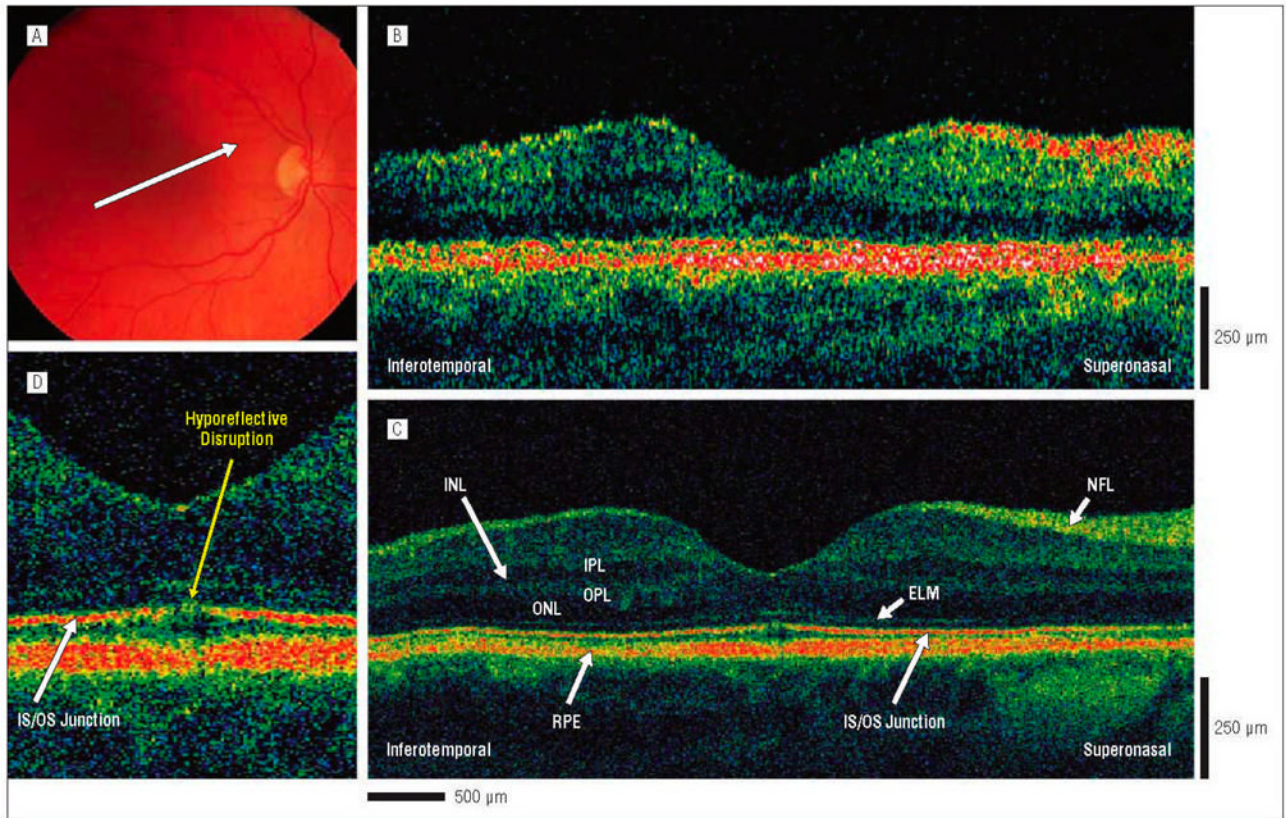 A
B
Inferotemporal
Superonasal
250 µm
D
Hyporeflective
Disruption
IS/OS Junction
C
INL
NFL
IPL
OPL
ONL
ELM
RPE
IS/OS Junction
Inferotemporal
Superonasal
250 µm
500 µm